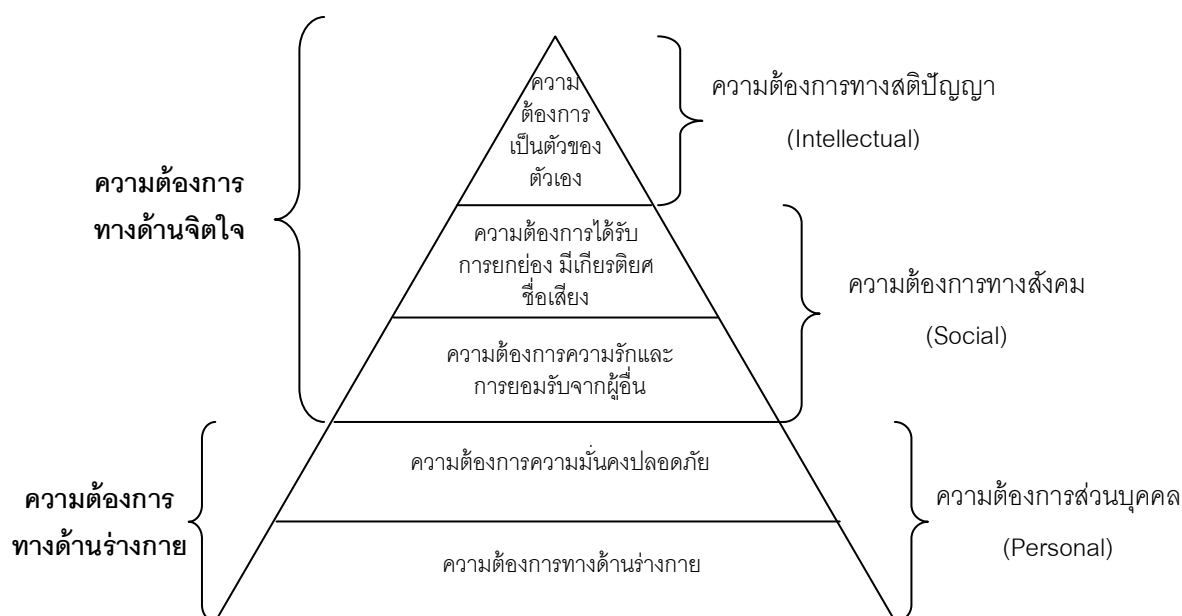 ความ
ต้องการ
เป็นตัวของ
ตัวเอง
ความต้องการทางสติปัญญา
(Intellectual)
ความต้องการ
ทางด้านจิตใจ
ความต้องการได้รับ
การยกย่อง มีเกียรติยศ
ชื่อเสียง
ความต้องการทางสังคม
(Social)
ความต้องการความรักและ
การยอมรับจากผู้อื่น
ความต้องการความมั่นคงปลอดภัย
ความต้องการ
ทางด้านร่างกาย
ความต้องการส่วนบุคคล
(Personal)
ความต้องการทางด้านร่างกาย